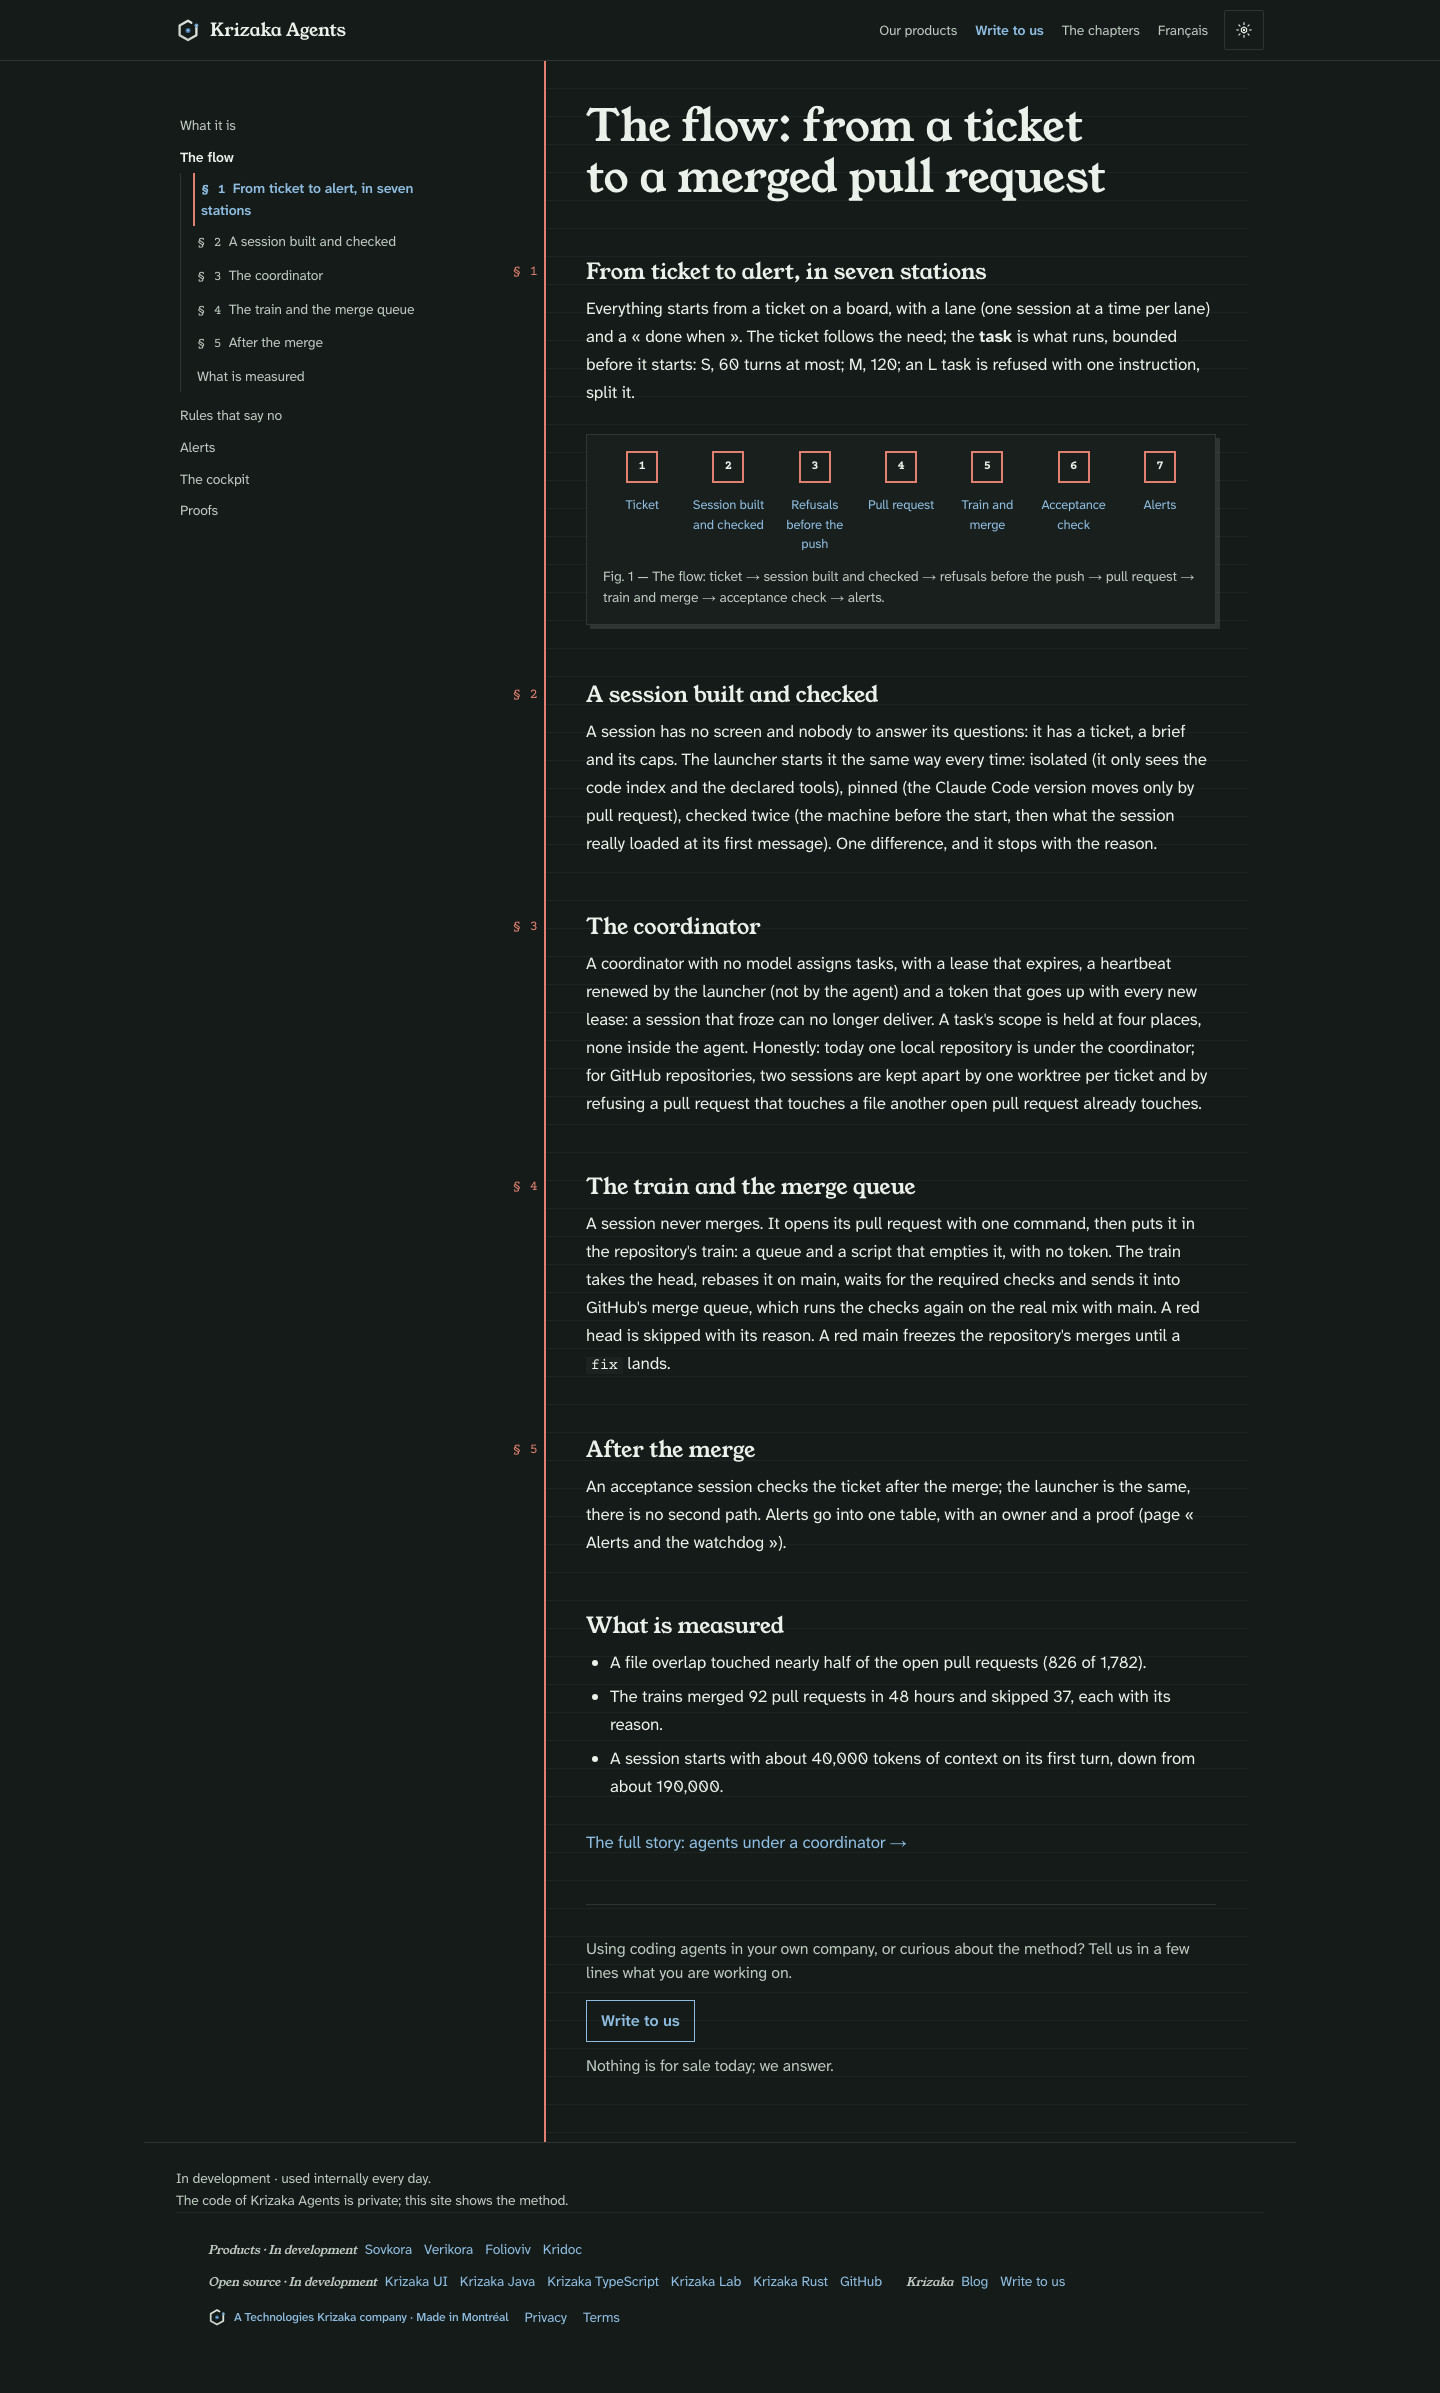 Krizaka Agents
Our products
Write to us
The chapters
Français
What it is
The flow
§ 1 From ticket to alert, in seven
stations
§ 2 A session built and checked
§ 3 The coordinator
§ 4 The train and the merge queue
§ 5 After the merge
What is measured
Rules that say no
Alerts
The cockpit
Proofs
The flow: from a ticket
to a merged pull request
§ 1
From ticket to alert, in seven stations
Everything starts from a ticket on a board, with a lane (one session at a time per lane)
and a « done when ». The ticket follows the need; the task is what runs, bounded
before it starts: S, 60 turns at most; M, 120; an L task is refused with one instruction,
split it.
1 2 3 4 5 6 7
Ticket
Session built
and checked
Refusals
before the
push
Pull request
Train and
merge
Acceptance
check
Alerts
Fig. 1 — The flow: ticket → session built and checked → refusals before the push → pull request →
train and merge → acceptance check → alerts.
§ 2
A session built and checked
A session has no screen and nobody to answer its questions: it has a ticket, a brief
and its caps. The launcher starts it the same way every time: isolated (it only sees the
code index and the declared tools), pinned (the Claude Code version moves only by
pull request), checked twice (the machine before the start, then what the session
really loaded at its first message). One difference, and it stops with the reason.
§ 3
The coordinator
A coordinator with no model assigns tasks, with a lease that expires, a heartbeat
renewed by the launcher (not by the agent) and a token that goes up with every new
lease: a session that froze can no longer deliver. A task's scope is held at four places,
none inside the agent. Honestly: today one local repository is under the coordinator;
for GitHub repositories, two sessions are kept apart by one worktree per ticket and by
refusing a pull request that touches a file another open pull request already touches.
§ 4
The train and the merge queue
A session never merges. It opens its pull request with one command, then puts it in
the repository's train: a queue and a script that empties it, with no token. The train
takes the head, rebases it on main, waits for the required checks and sends it into
GitHub's merge queue, which runs the checks again on the real mix with main. A red
head is skipped with its reason. A red main freezes the repository's merges until a
fix lands.
§ 5
After the merge
An acceptance session checks the ticket after the merge; the launcher is the same,
there is no second path. Alerts go into one table, with an owner and a proof (page «
Alerts and the watchdog »).
What is measured
• A file overlap touched nearly half of the open pull requests (826 of 1,782).
• The trains merged 92 pull requests in 48 hours and skipped 37, each with its
reason.
• A session starts with about 40,000 tokens of context on its first turn, down from
about 190,000.
The full story: agents under a coordinator →
Using coding agents in your own company, or curious about the method? Tell us in a few
lines what you are working on.
Write to us
Nothing is for sale today; we answer.
In development · used internally every day.
The code of Krizaka Agents is private; this site shows the method.
Products · In development Sovkora Verikora Folioviv Kridoc
Open source · In development Krizaka UI Krizaka Java Krizaka TypeScript Krizaka Lab Krizaka Rust GitHub Krizaka Blog Write to us
A Technologies Krizaka company · Made in Montréal Privacy Terms